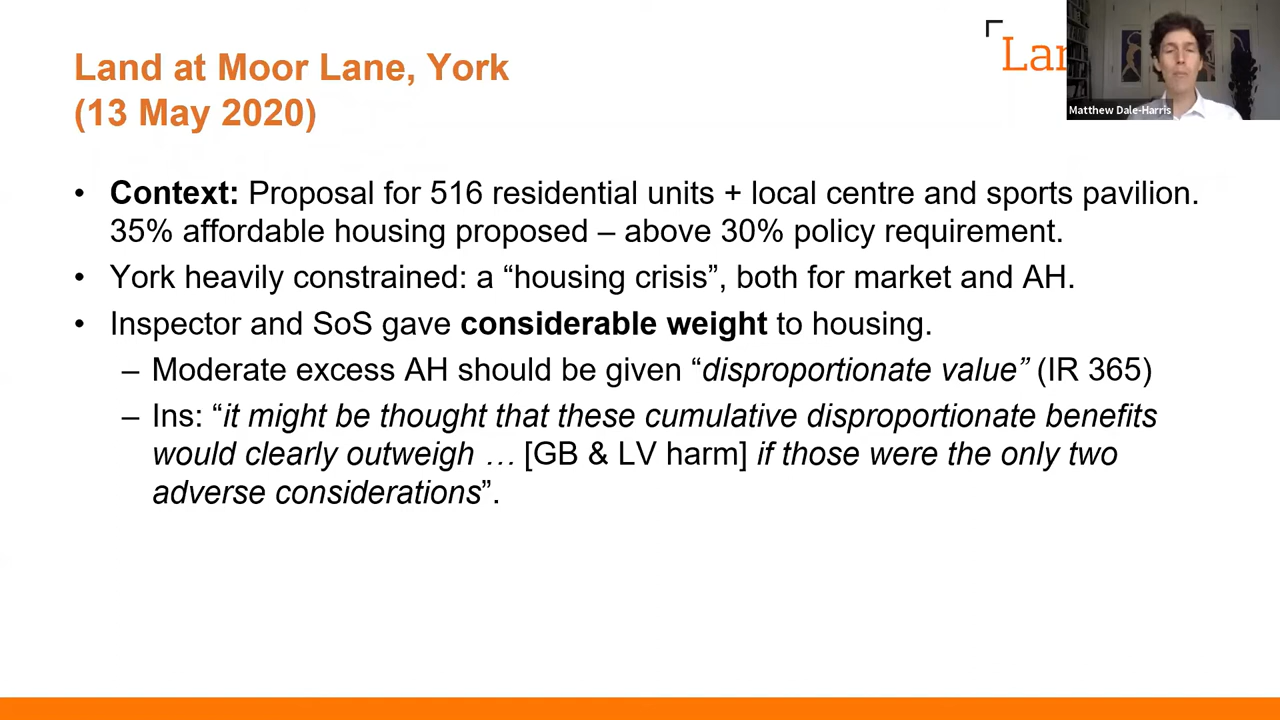 Land at Moor Lane, York
(13 May 2020)
Matthew Dale-Harris
• Context: Proposal for 516 residential units + local centre and sports pavilion.
35% affordable housing proposed – above 30% policy requirement.
• York heavily constrained: a “housing crisis”, both for market and AH.
• Inspector and SoS gave considerable weight to housing.
– Moderate excess AH should be given “disproportionate value” (IR 365)
– Ins: “it might be thought that these cumulative disproportionate benefits
would clearly outweigh … [GB & LV harm] if those were the only two
adverse considerations”.